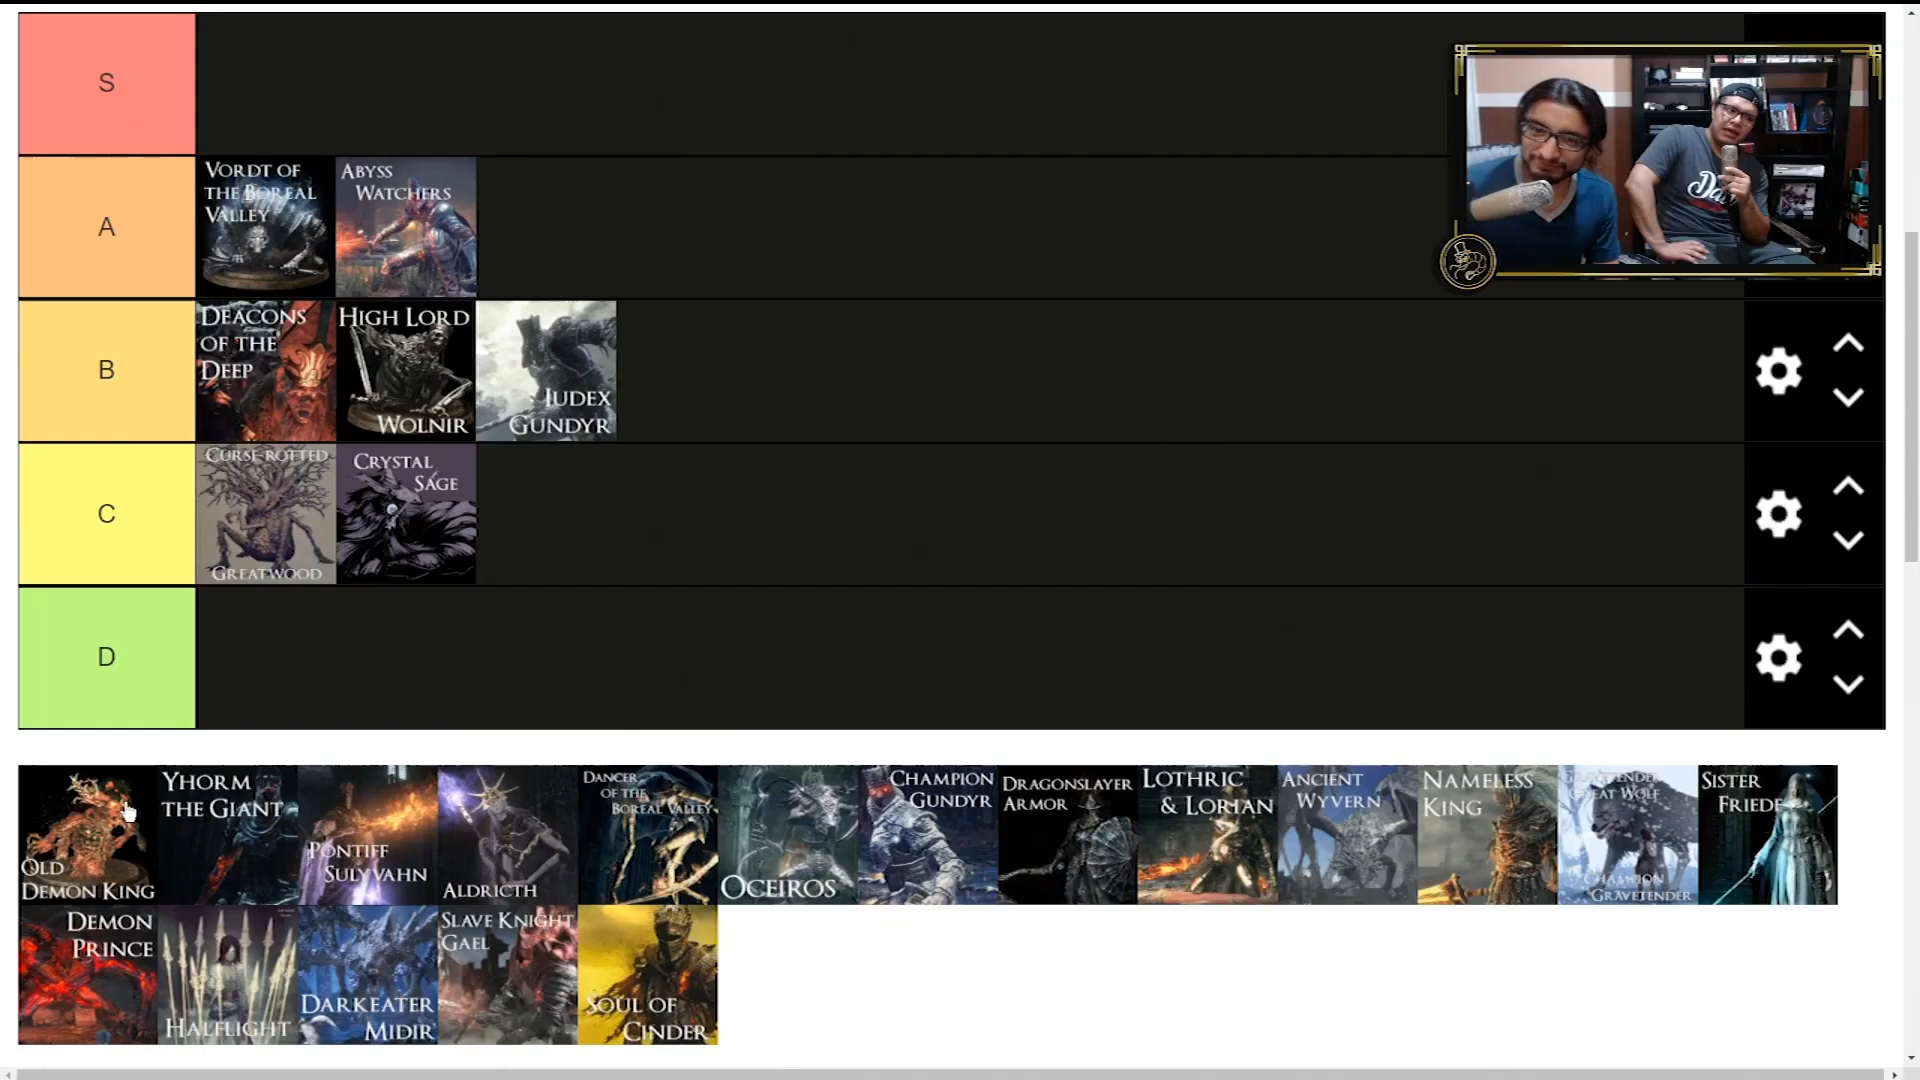 S
A
VORDT OF
THE BOREAL
VALLEY
ABYSS
WATCHERS
B
DEACONS
OF THE
DEEP
HIGH LORD
WOLNIR
IUDEX
GUNDYR
C
CURSE-ROTTED
GREATWOOD
CRYSTAL
SAGE
D
OLD
DEMON KING
YHORM
THE GIANT
PONTIFF
SULYVAHN
ALDRICTH
DANCER
OF THE
BOREAL VALLEY
OCEIROS
CHAMPION
GUNDYR
DRAGONSLAYER
ARMOR
LOTHRIC
& LORIAN
ANCIENT
WYVERN
NAMELESS
KING
GREAT WOLF
CHAMPION
GRAVETENDER
SISTER
FRIEDE
DEMON
PRINCE
HALFLIGHT
DARKEATER
MIDIR
SLAVE KNIGHT
GAEL
SOUL OF
CINDER